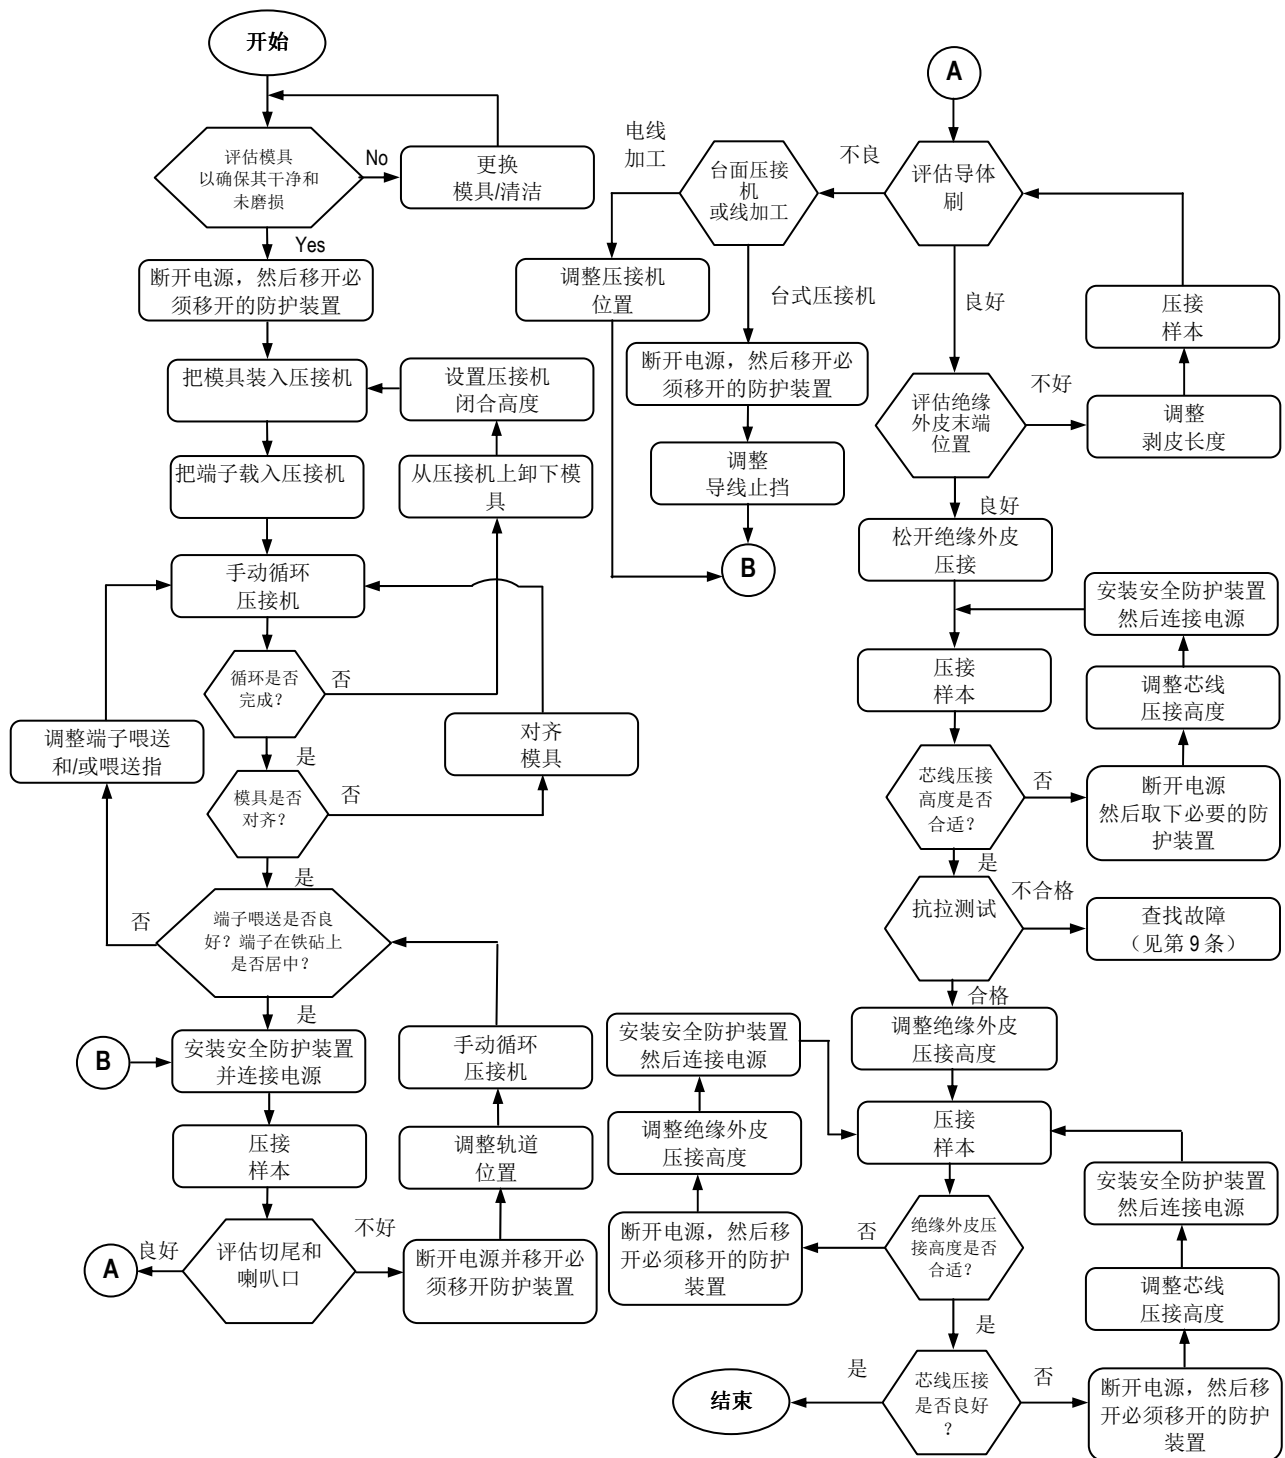 开始
评估模具
以确保其干净和
未磨损
No
更换
模具/清洁
Yes
断开电源，然后移开必
须移开的防护装置
把模具装入压接机
设置压接机
闭合高度
把端子载入压接机
从压接机上卸下模
具
手动循环
压接机
循环是否
完成？
否
是
调整端子喂送
和/或喂送指
对齐
模具
模具是否
对齐？
否
是
端子喂送是否良
好？端子在铁砧上
是否居中？
否
是
B
安装安全防护装置
并连接电源
手动循环
压接机
压接
样本
调整轨道
位置
评估切尾和
喇叭口
良好
A
不好
断开电源并移开必
须移开防护装置
A
评估导体
刷
不良
良好
台面压接
机
或线加工
电线
加工
调整压接机
位置
台式压接机
断开电源，然后移开必
须移开的防护装置
调整
导线止挡
B
评估绝缘
外皮末端
位置
不好
良好
调整
剥皮长度
压接
样本
松开绝缘外皮
压接
压接
样本
安装安全防护装置
然后连接电源
调整芯线
压接高度
芯线压接
高度是否
合适？
否
是
断开电源
然后取下必要的防
护装置
抗拉测试
不合格
合格
查找故障
（见第 9 条）
调整绝缘外皮
压接高度
安装安全防护装置
然后连接电源
压接
样本
调整绝缘外皮
压接高度
断开电源，然后移
开必须移开的防护
装置
绝缘外皮压
接高度是否
合适？
否
是
安装安全防护装置
然后连接电源
调整芯线
压接高度
芯线压接
是否良好
？
是
否
断开电源，然后移
开必须移开的防护
装置
结束